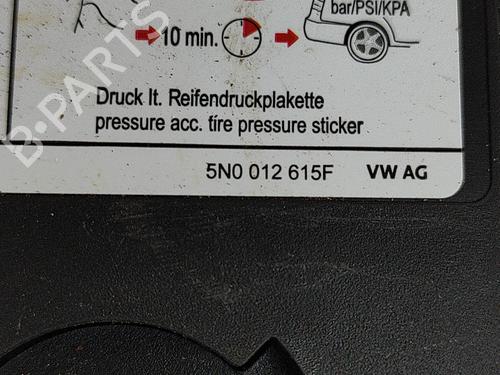 bar/PSI/KPA
10 min.
Druck lt. Reifendruckplakette
pressure acc. tire pressure sticker
5N0 012 615F VW AG
B-PARTS